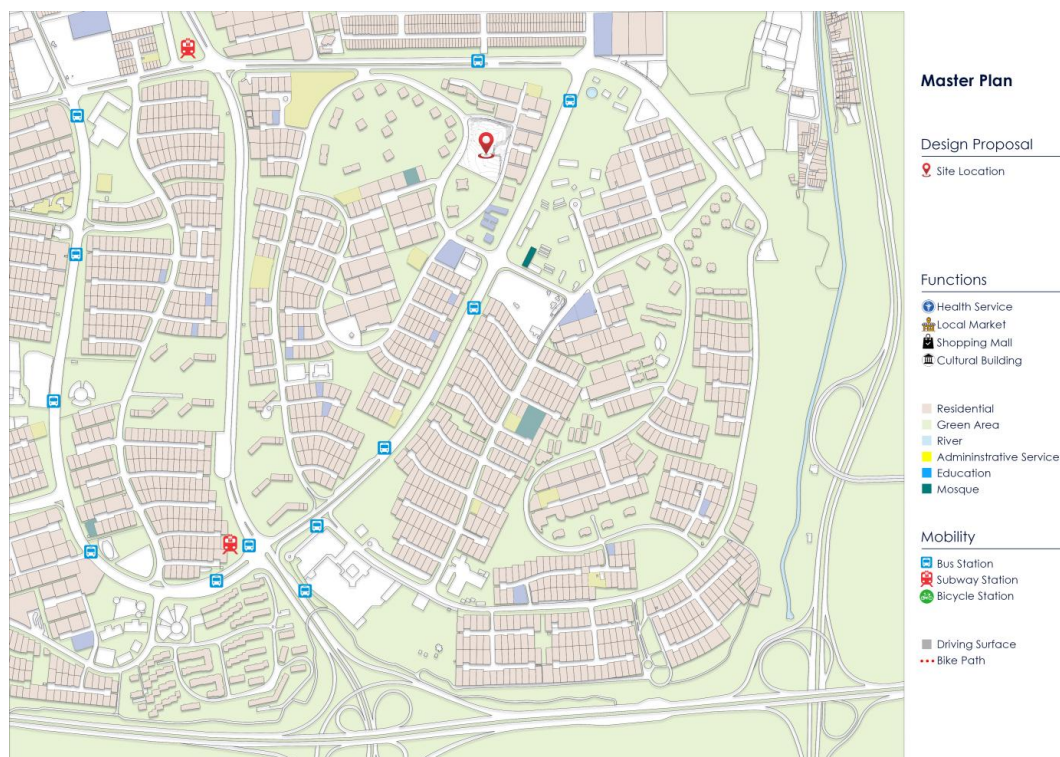 Master Plan
Design Proposal
Site Location
Functions
Health Service
Local Market
Shopping Mall
Cultural Building
Residential
Green Area
River
Admininstrative Service
Education
Mosque
Mobility
Bus Station
Subway Station
Bicycle Station
Driving Surface
Bike Path